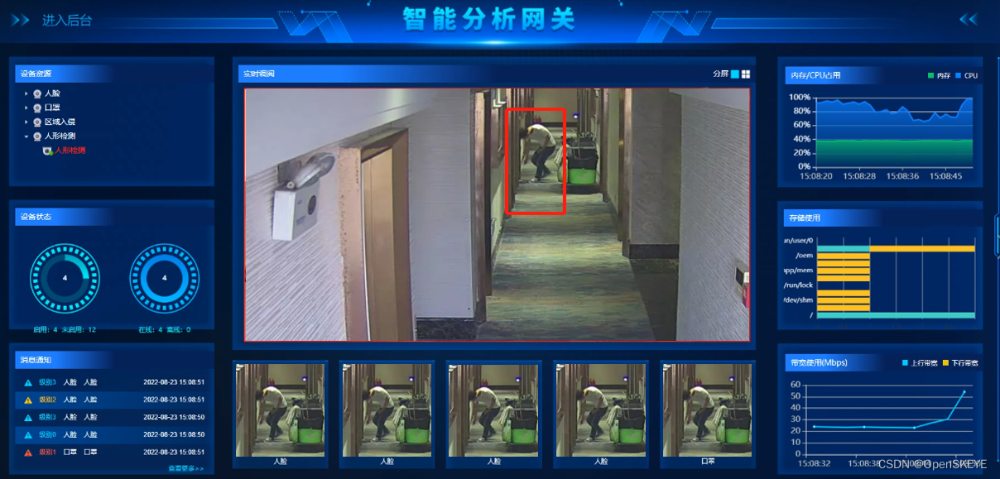 进入后台
智能分析网关
设备资源
人脸
口罩
区域入侵
人形检测
人形检测
设备状态
4
4
启用: 4 未启用: 12
在线: 4 离线: 0
消息通知
级别3 人脸 人脸 2022-08-23 15:08:51
级别2 人脸 人脸 2022-08-23 15:08:51
级别3 人脸 人脸 2022-08-23 15:08:50
级别0 人脸 人脸 2022-08-23 15:08:50
级别1 口罩 口罩 2022-08-23 15:08:51
查看更多>>
实时调阅
分屏
人脸
人脸
人脸
人脸
口罩
内存/CPU占用
内存 CPU
100%
80%
60%
40%
20%
0%
15:08:20 15:08:28 15:08:36 15:08:45
存储使用
un/user/0
/oem
app/mem
/run/lock
/dev/shm
/
带宽使用(Mbps)
上行带宽 下行带宽
60
50
40
30
20
10
0
15:08:32 15:08:38 15:08:50
CSDN @OpenSKEYE